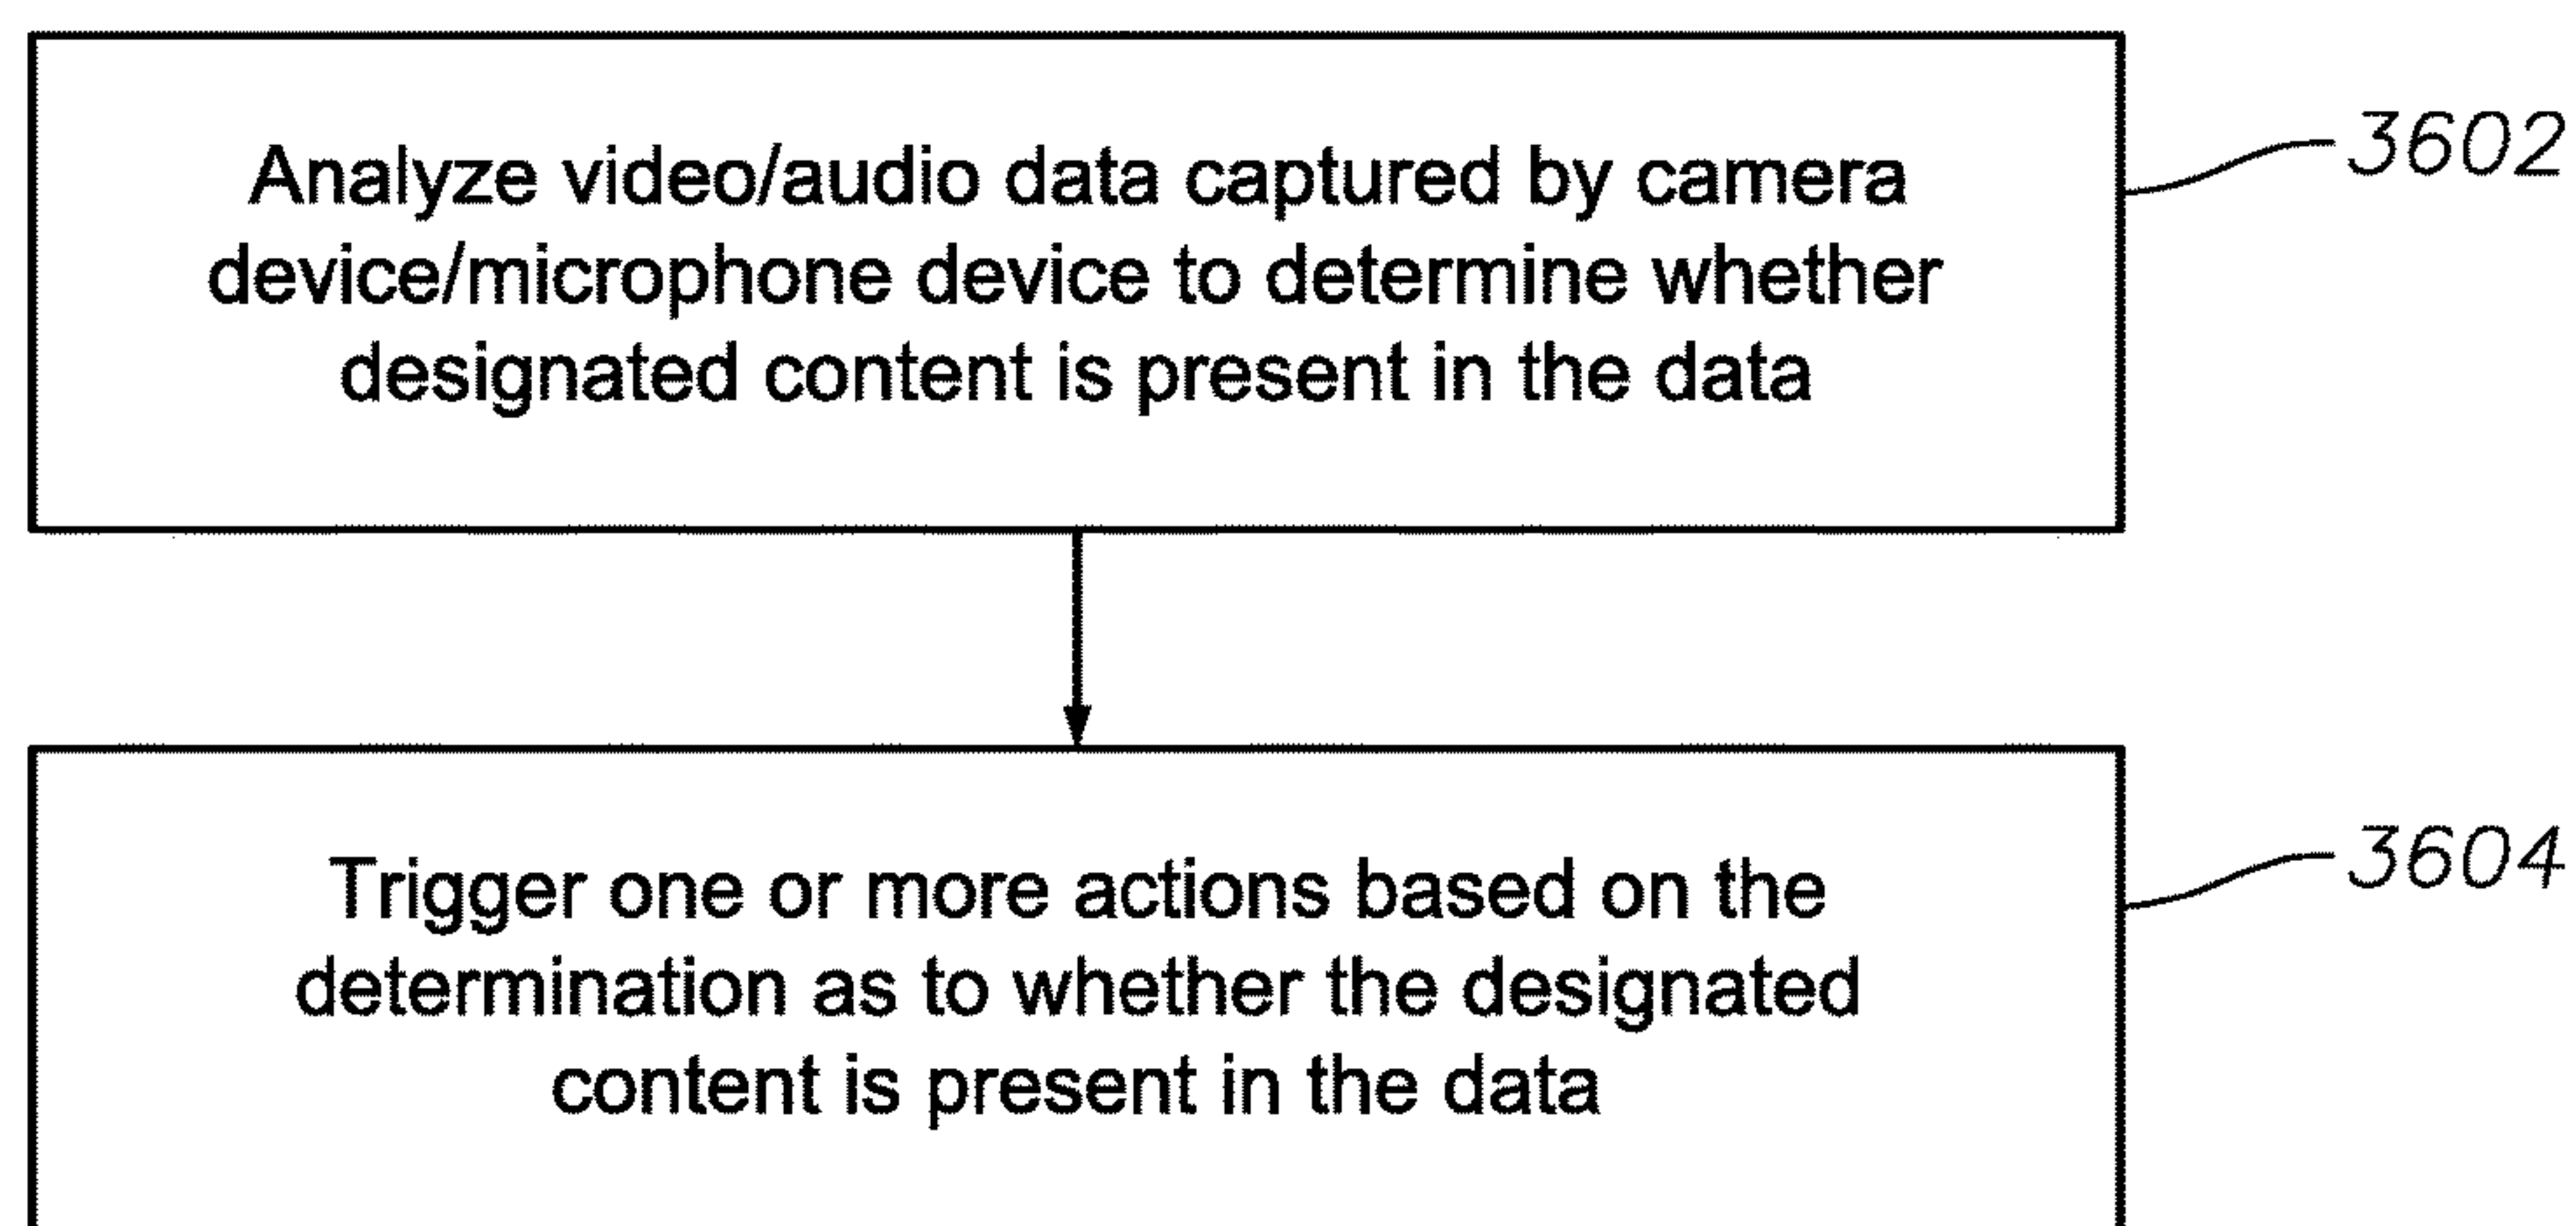 Analyze video/audio data captured by camera
device/microphone device to determine whether
designated content is present in the data
3602
Trigger one or more actions based on the
determination as to whether the designated
content is present in the data
3604